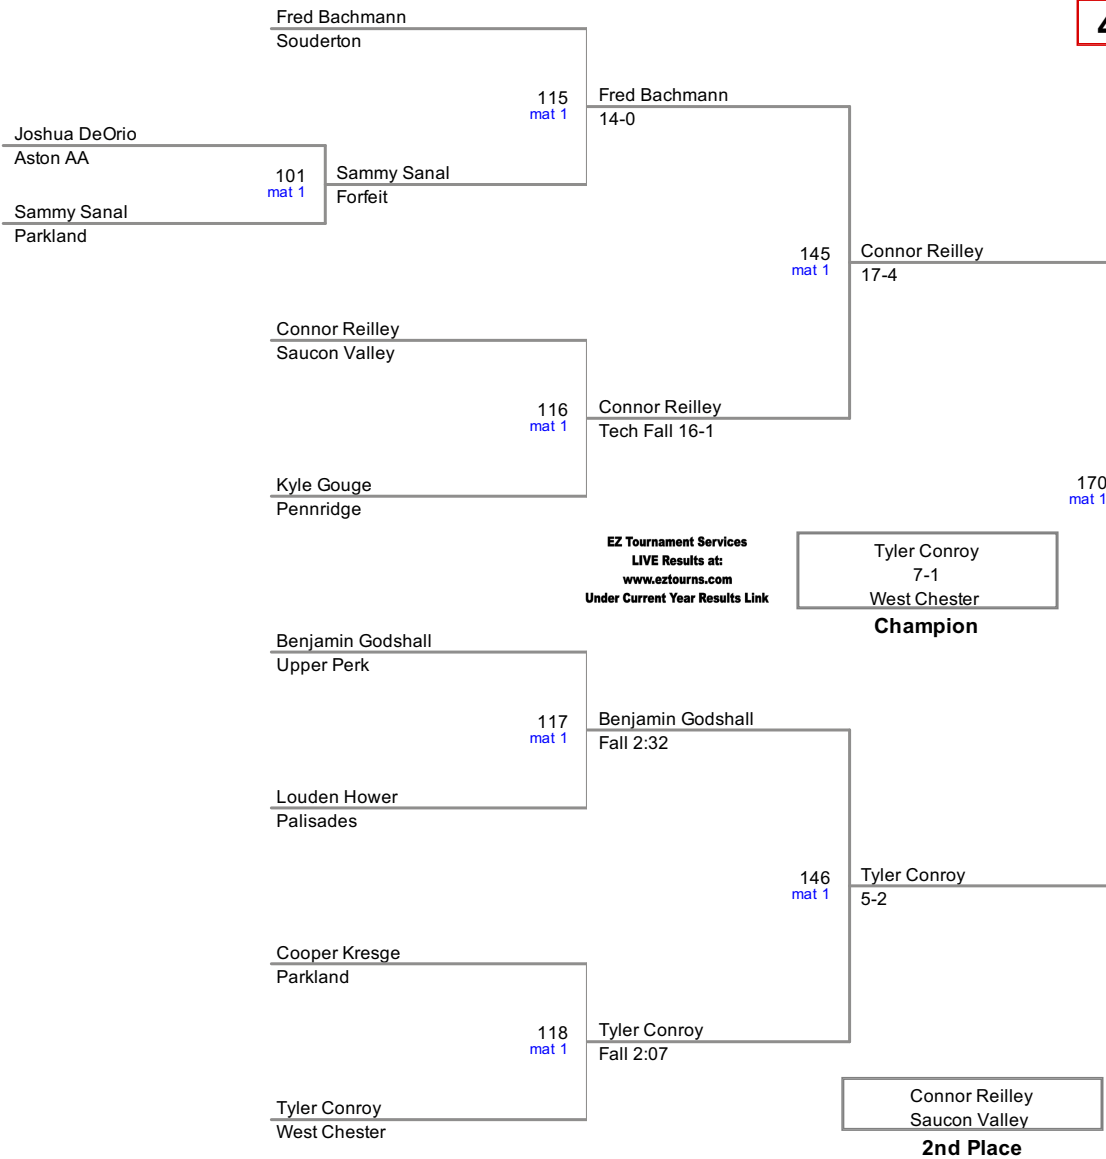 Fred Bachmann
Souderton
4
115
mat 1
Fred Bachmann
14-0
Joshua DeOrio
Aston AA
101
mat 1
Sammy Sanal
Forfeit
Sammy Sanal
Parkland
145
mat 1
Connor Reilley
17-4
Connor Reilley
Saucon Valley
116
mat 1
Connor Reilley
Tech Fall 16-1
Kyle Gouge
Pennridge
170
mat 1
EZ Tournament Services
LIVE Results at:
www.eztourns.com
Under Current Year Results Link
Tyler Conroy
7-1
West Chester
Champion
Benjamin Godshall
Upper Perk
117
mat 1
Benjamin Godshall
Fall 2:32
Louden Hower
Palisades
146
mat 1
Tyler Conroy
5-2
Cooper Kresge
Parkland
118
mat 1
Tyler Conroy
Fall 2:07
Tyler Conroy
West Chester
Connor Reilley
Saucon Valley
2nd Place